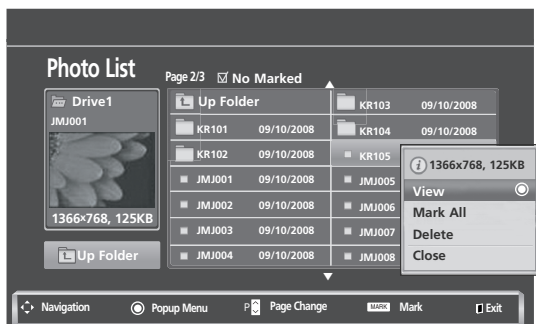 Photo List
Page 2/3 ☑ No Marked
Drive1
JMJ001
1366x768, 125KB
Up Folder
Up Folder
KR101 09/10/2008
KR102 09/10/2008
JMJ001 09/10/2008
JMJ002 09/10/2008
JMJ003 09/10/2008
JMJ004 09/10/2008
KR103 09/10/2008
KR104 09/10/2008
KR105
JMJ005
JMJ006
JMJ007
JMJ008
1366x768, 125KB
View
Mark All
Delete
Close
Navigation
Popup Menu
P Page Change
MARK Mark
Exit